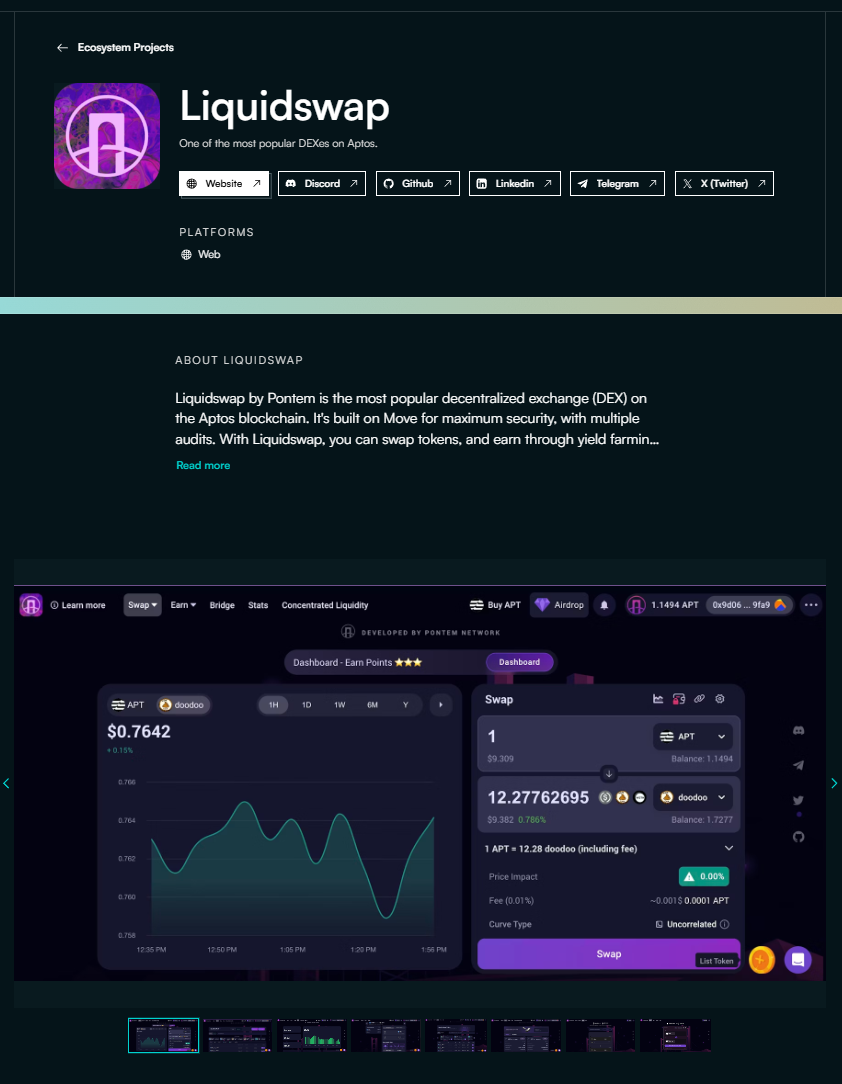 Ecosystem Projects
Liquidswap
One of the most popular DEXes on Aptos.
Website Discord Github Linkedin Telegram X (Twitter)
PLATFORMS
Web
ABOUT LIQUIDSWAP
Liquidswap by Pontem is the most popular decentralized exchange (DEX) on
the Aptos blockchain. It's built on Move for maximum security, with multiple
audits. With Liquidswap, you can swap tokens, and earn through yield farmin...
Read more
Learn more Swap Earn Bridge Stats Concentrated Liquidity Buy APT Airdrop 1.1494 APT 0x9d06 ... 9fa9
DEVELOPED BY PONTEM NETWORK
Dashboard - Earn Points Dashboard
APT doodoo 1H 1D 1W 6M Y
$0.7642
+ 0.15%
0.766
0.764
0.762
0.760
0.758
12:35 PM 12:50 PM 1:05 PM 1:20 PM 1:56 PM
Swap
1 APT
$9.309 Balance: 1.1494
12.27762695 doodoo
$9.382 0.786% Balance: 1.7277
1 APT = 12.28 doodoo (including fee)
Price Impact 0.00%
Fee (0.01%) ~0.001$ 0.0001 APT
Curve Type Uncorrelated
Swap
List Token